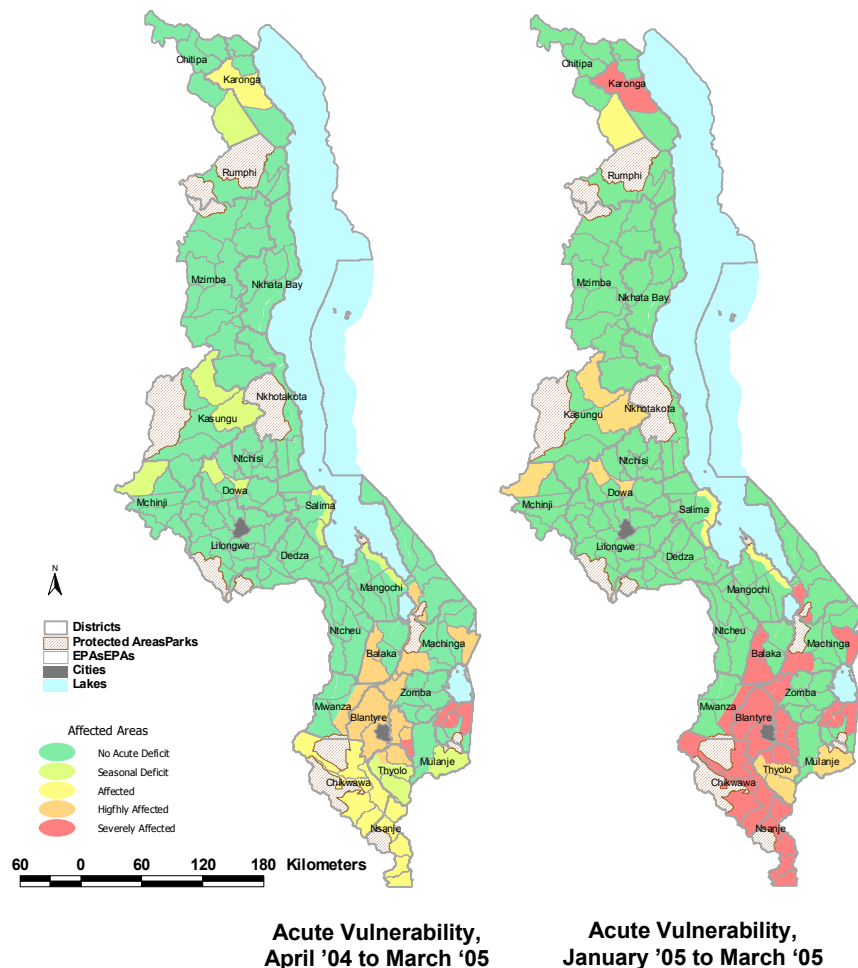 Chitipa
Karonga
Rumphi
Mzimba
Nkhata Bay
Nkhotakota
Kasungu
Ntchisi
Dowa
Mchinji
Salima
Lilongwe
Dedza
Mangochi
Ntcheu
Machinga
Balaka
Zomba
Mwanza
Blantyre
Mulanje
Thyolo
Chikwawa
Nsanje
N
Districts
Protected AreasParks
EPAsEPAs
Cities
Lakes
Affected Areas
No Acute Deficit
Seasonal Deficit
Affected
Higfhly Affected
Severely Affected
60 0 60 120 180 Kilometers
Acute Vulnerability,
April ’04 to March ‘05
Chitipa
Karonga
Rumphi
Mzimba
Nkhata Bay
Kasungu
Nkhotakota
Ntchisi
Dowa
Mchinji
Salima
Lilongwe
Dedza
Mangochi
Ntcheu
Machinga
Balaka
Zomba
Mwanza
Blantyre
Mulanje
Thyolo
Chikwawa
Nsanje
Acute Vulnerability,
January ’05 to March ‘05